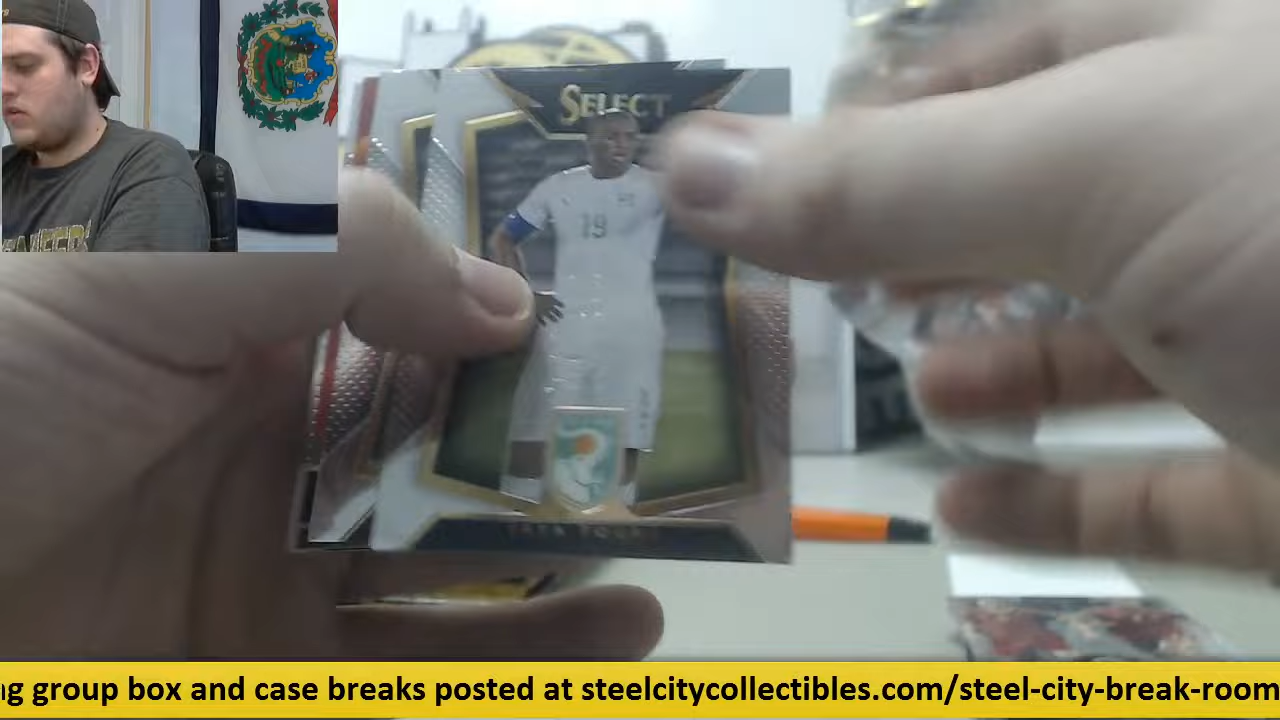 SELECT
19
ng group box and case breaks posted at steelcitycollectibles.com/steel-city-break-room